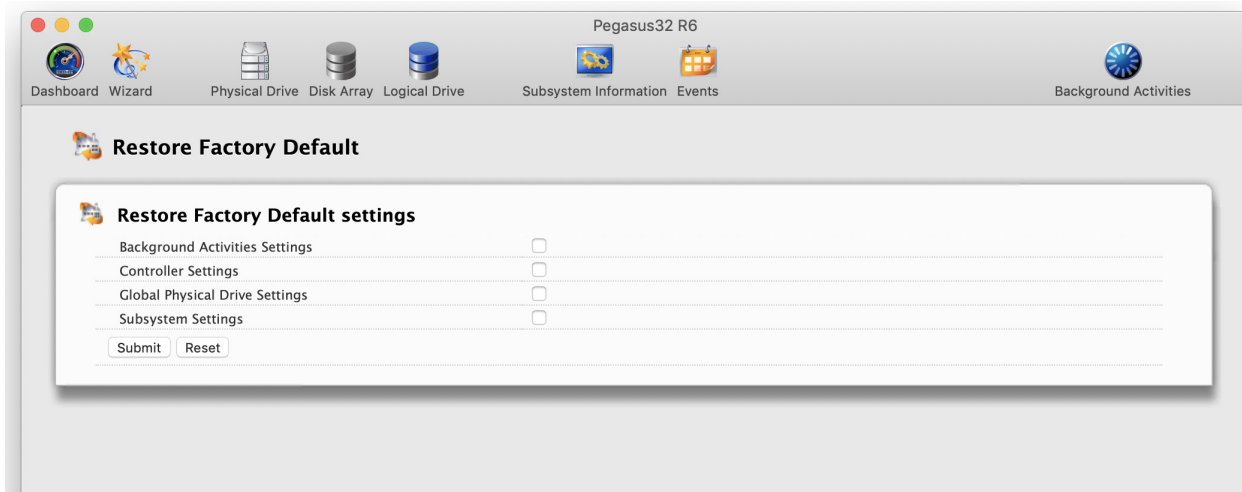 Pegasus32 R6
Dashboard Wizard Physical Drive Disk Array Logical Drive Subsystem Information Events Background Activities
Restore Factory Default
Restore Factory Default settings
Background Activities Settings
Controller Settings
Global Physical Drive Settings
Subsystem Settings
Submit Reset